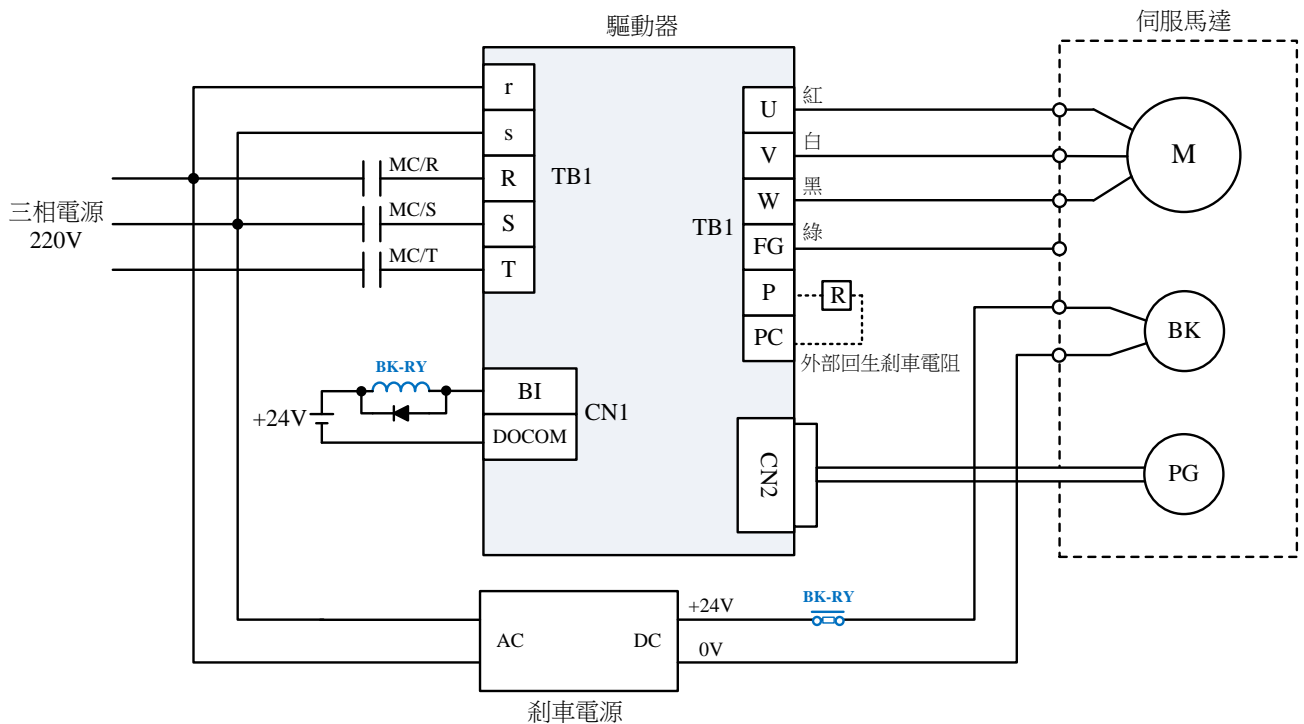 驅動器
伺服馬達
r
s
R
S
T
TB1
MC/R
MC/S
MC/T
三相電源
220V
U
V
W
FG
P
PC
TB1
紅
白
黑
綠
R
外部回生剎車電阻
M
BK
PG
BK-RY
+24V
BI
DOCOM
CN1
CN2
AC
DC
+24V
0V
BK-RY
剎車電源